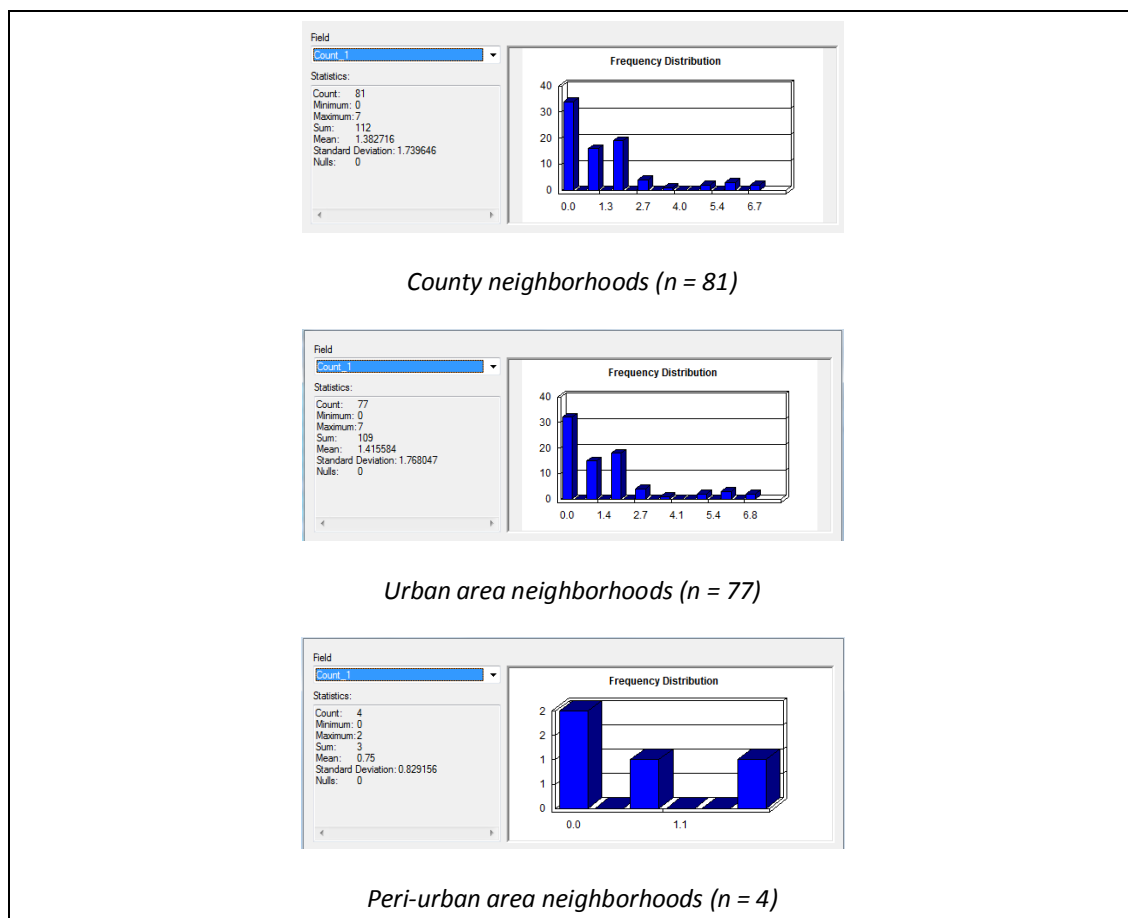 Field
Count_1
Statistics:
Count: 81
Minimum: 0
Maximum: 7
Sum: 112
Mean: 1.382716
Standard Deviation: 1.739646
Nulls: 0
Frequency Distribution
40
30
20
10
0
0.0 1.3 2.7 4.0 5.4 6.7
County neighborhoods (n = 81)
Field
Count_1
Statistics:
Count: 77
Minimum: 0
Maximum: 7
Sum: 109
Mean: 1.415584
Standard Deviation: 1.768047
Nulls: 0
Frequency Distribution
40
30
20
10
0
0.0 1.4 2.7 4.1 5.4 6.8
Urban area neighborhoods (n = 77)
Field
Count_1
Statistics:
Count: 4
Minimum: 0
Maximum: 2
Sum: 3
Mean: 0.75
Standard Deviation: 0.829156
Nulls: 0
Frequency Distribution
2
2
1
1
0
0.0 1.1
Peri-urban area neighborhoods (n = 4)